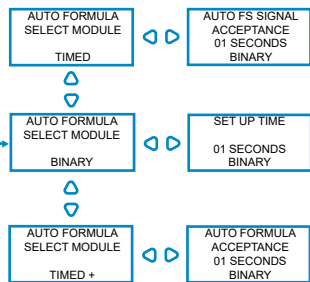 AUTO FORMULA
SELECT MODULE
TIMED
AUTO FS SIGNAL
ACCEPTANCE
01 SECONDS
BINARY
AUTO FORMULA
SELECT MODULE
BINARY
SET UP TIME
01 SECONDS
BINARY
AUTO FORMULA
SELECT MODULE
TIMED +
AUTO FORMULA
ACCEPTANCE
01 SECONDS
BINARY